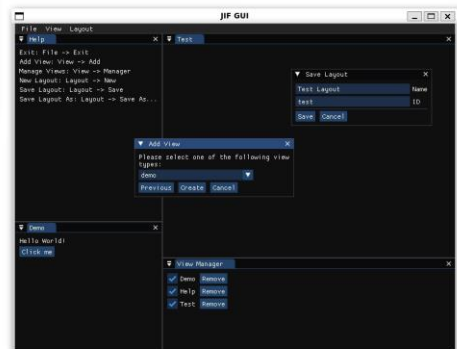 JIF GUI
File View Layout
Help
Exit: File -> Exit
Add View: View -> Add
Manage Views: View -> Manager
New Layout: Layout -> New
Save Layout: Layout -> Save
Save Layout As: Layout -> Save As...
Test
Save Layout
Test Layout Name
test ID
Save Cancel
Add View
Please select one of the following view
types:
demo
Previous Create Cancel
Demo
Hello World!
Click me
View Manager
Demo Remove
Help Remove
Test Remove